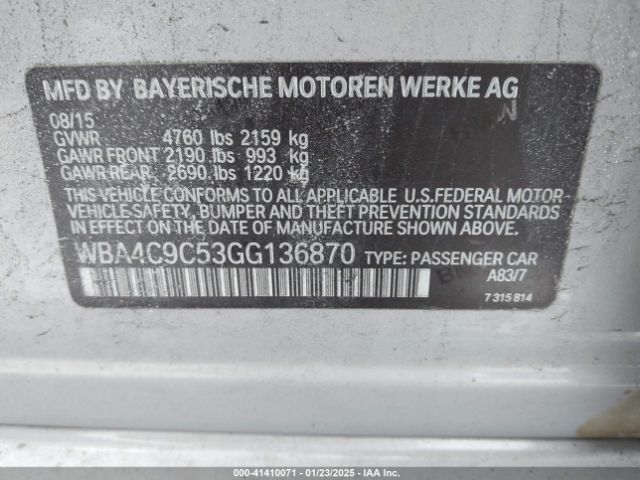 MFD BY BAYERISCHE MOTOREN WERKE AG
08/15
GVWR 4760 lbs 2159 kg
GAWR FRONT 2190 lbs 993 kg
GAWR REAR 2690 lbs 1220 kg
THIS VEHICLE CONFORMS TO ALL APPLICABLE U.S.FEDERAL MOTOR
VEHICLE SAFETY, BUMPER AND THEFT PREVENTION STANDARDS
IN EFFECT ON THE DATE OF MANUFACTURE SHOWN ABOVE.
WBA4C9C53GG136870 TYPE: PASSENGER CAR
A83/7
7 315 814
000-41410071 - 01/23/2025 - IAA